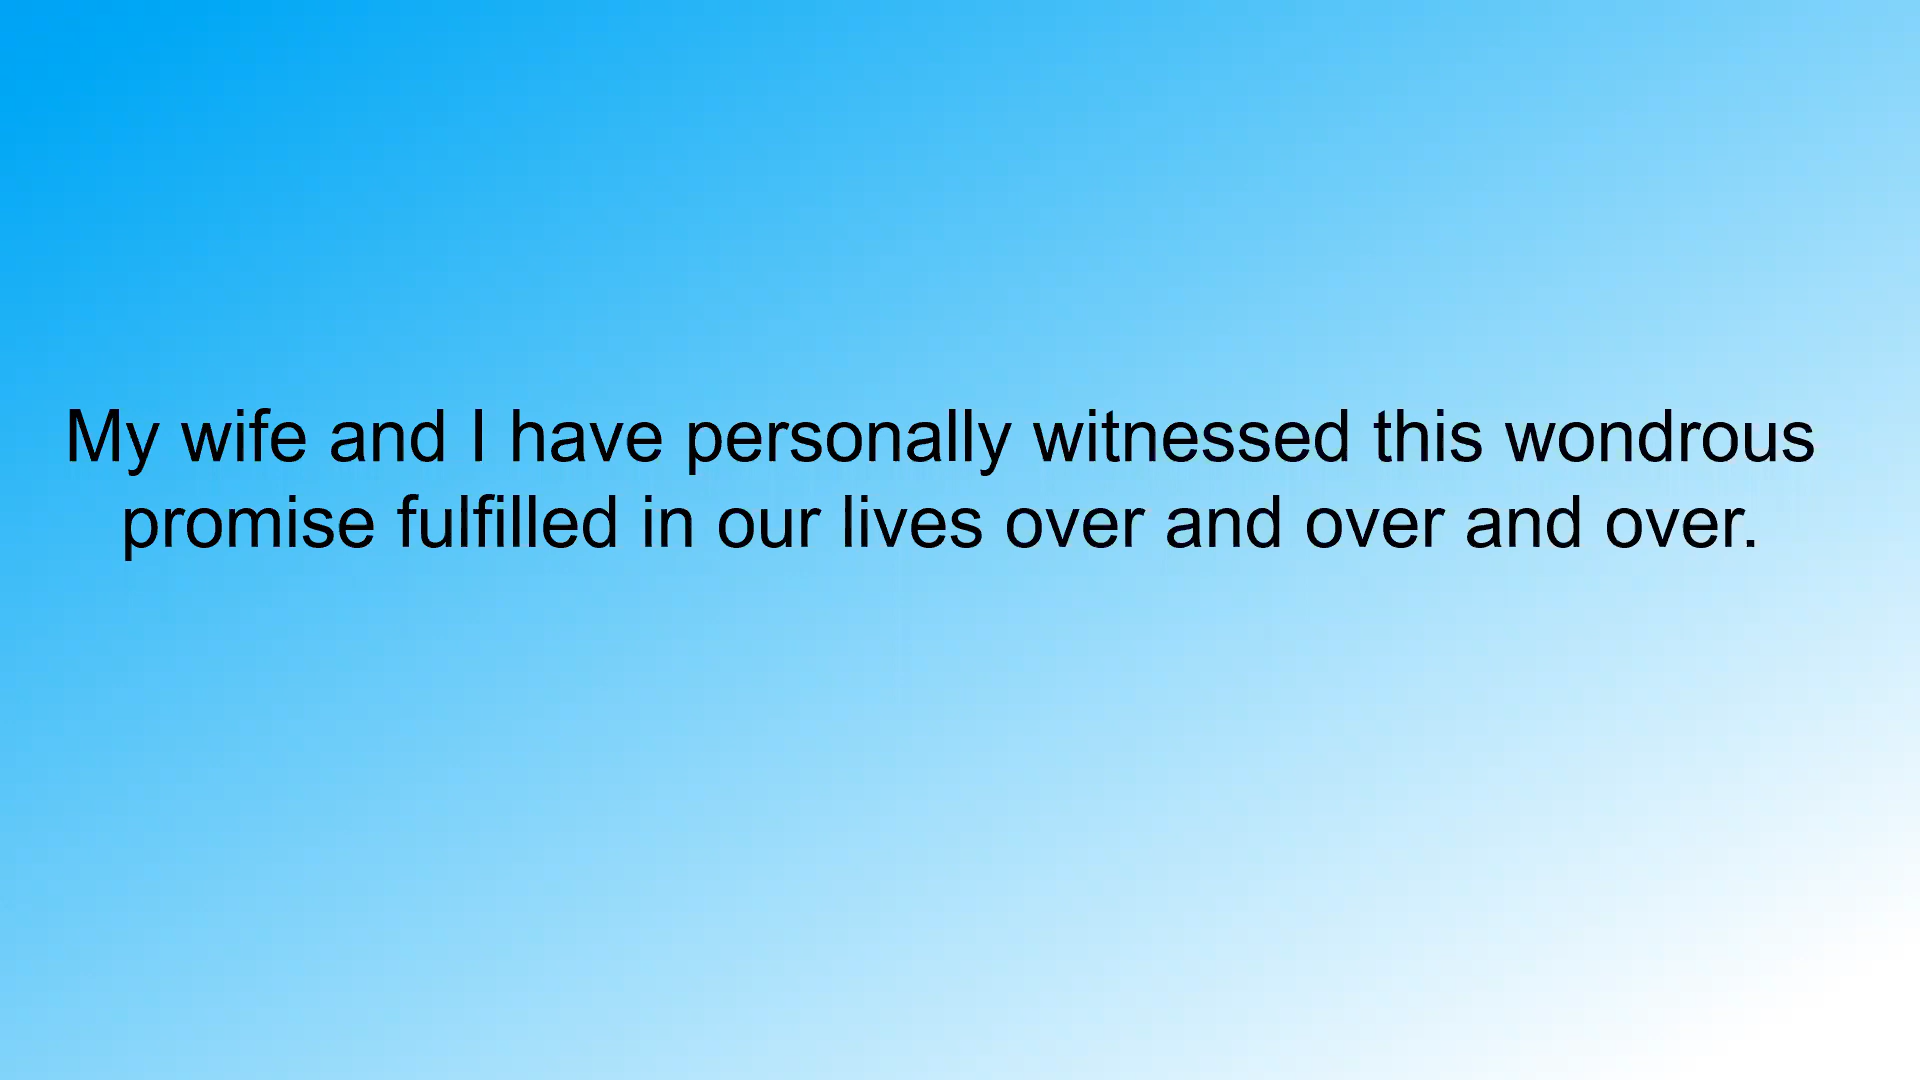 My wife and I have personally witnessed this wondrous
promise fulfilled in our lives over and over and over.